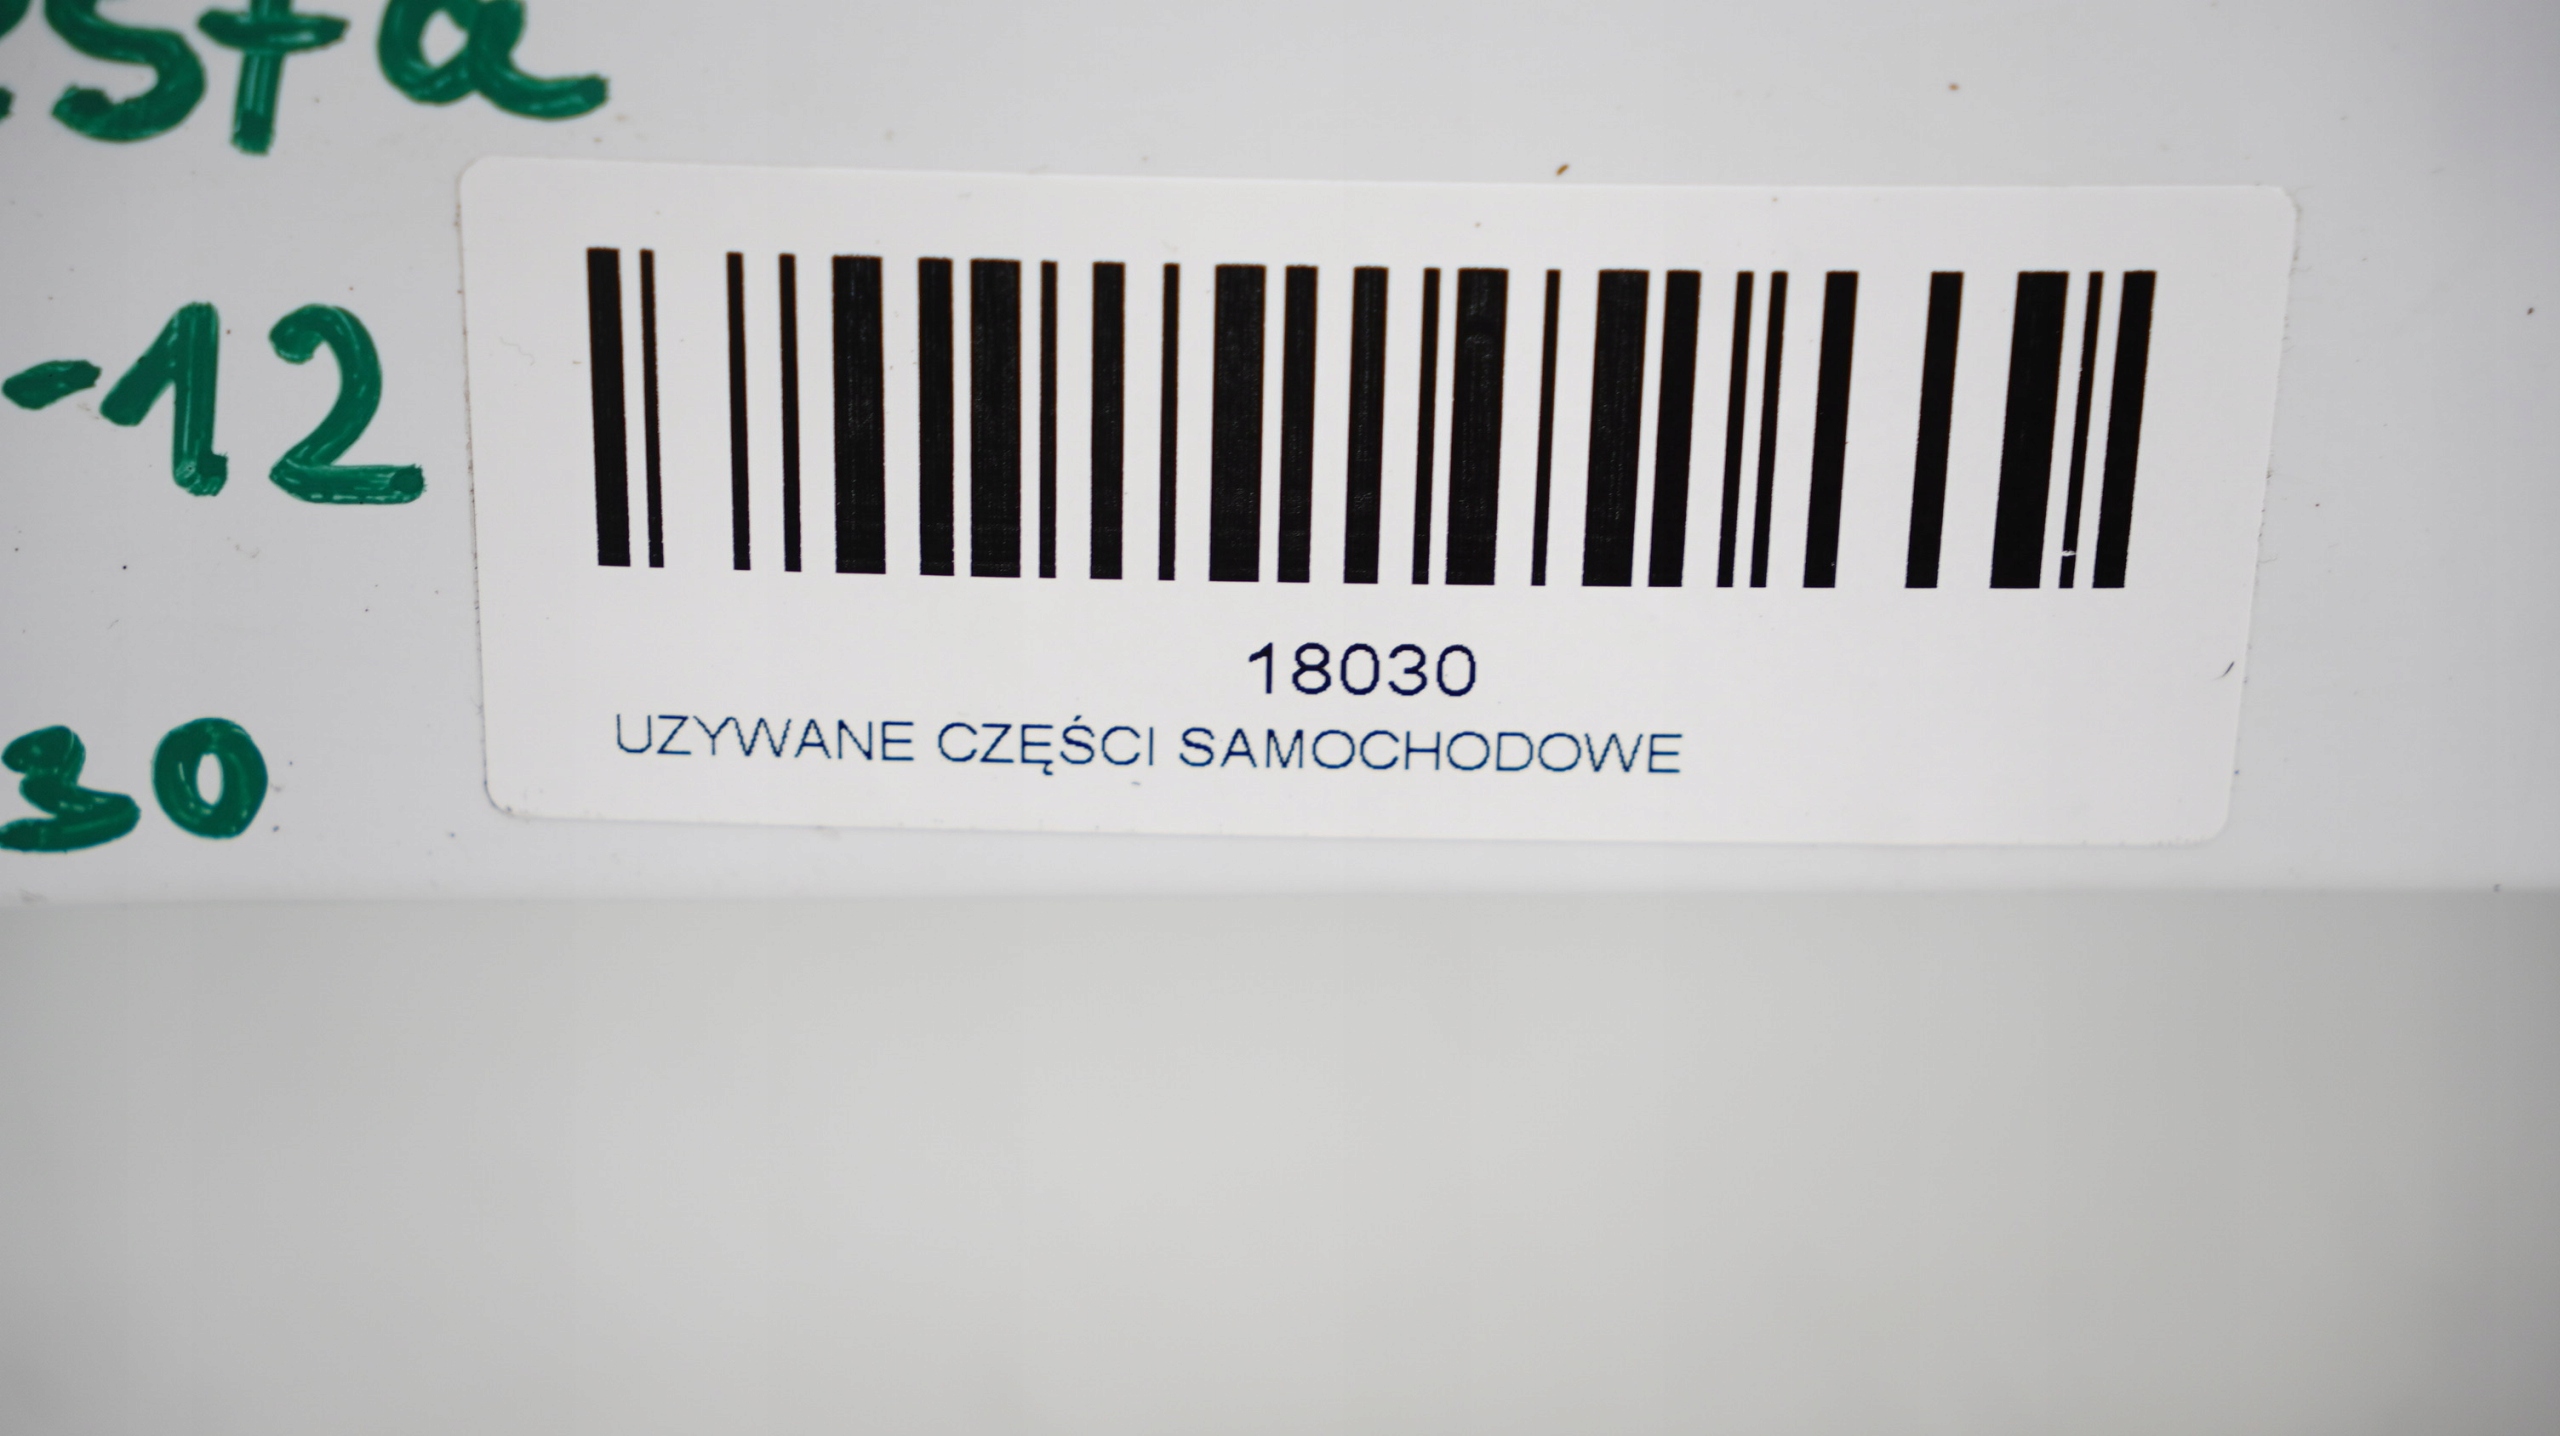 esta
-12
30
18030
UZYWANE CZĘŚCI SAMOCHODOWE